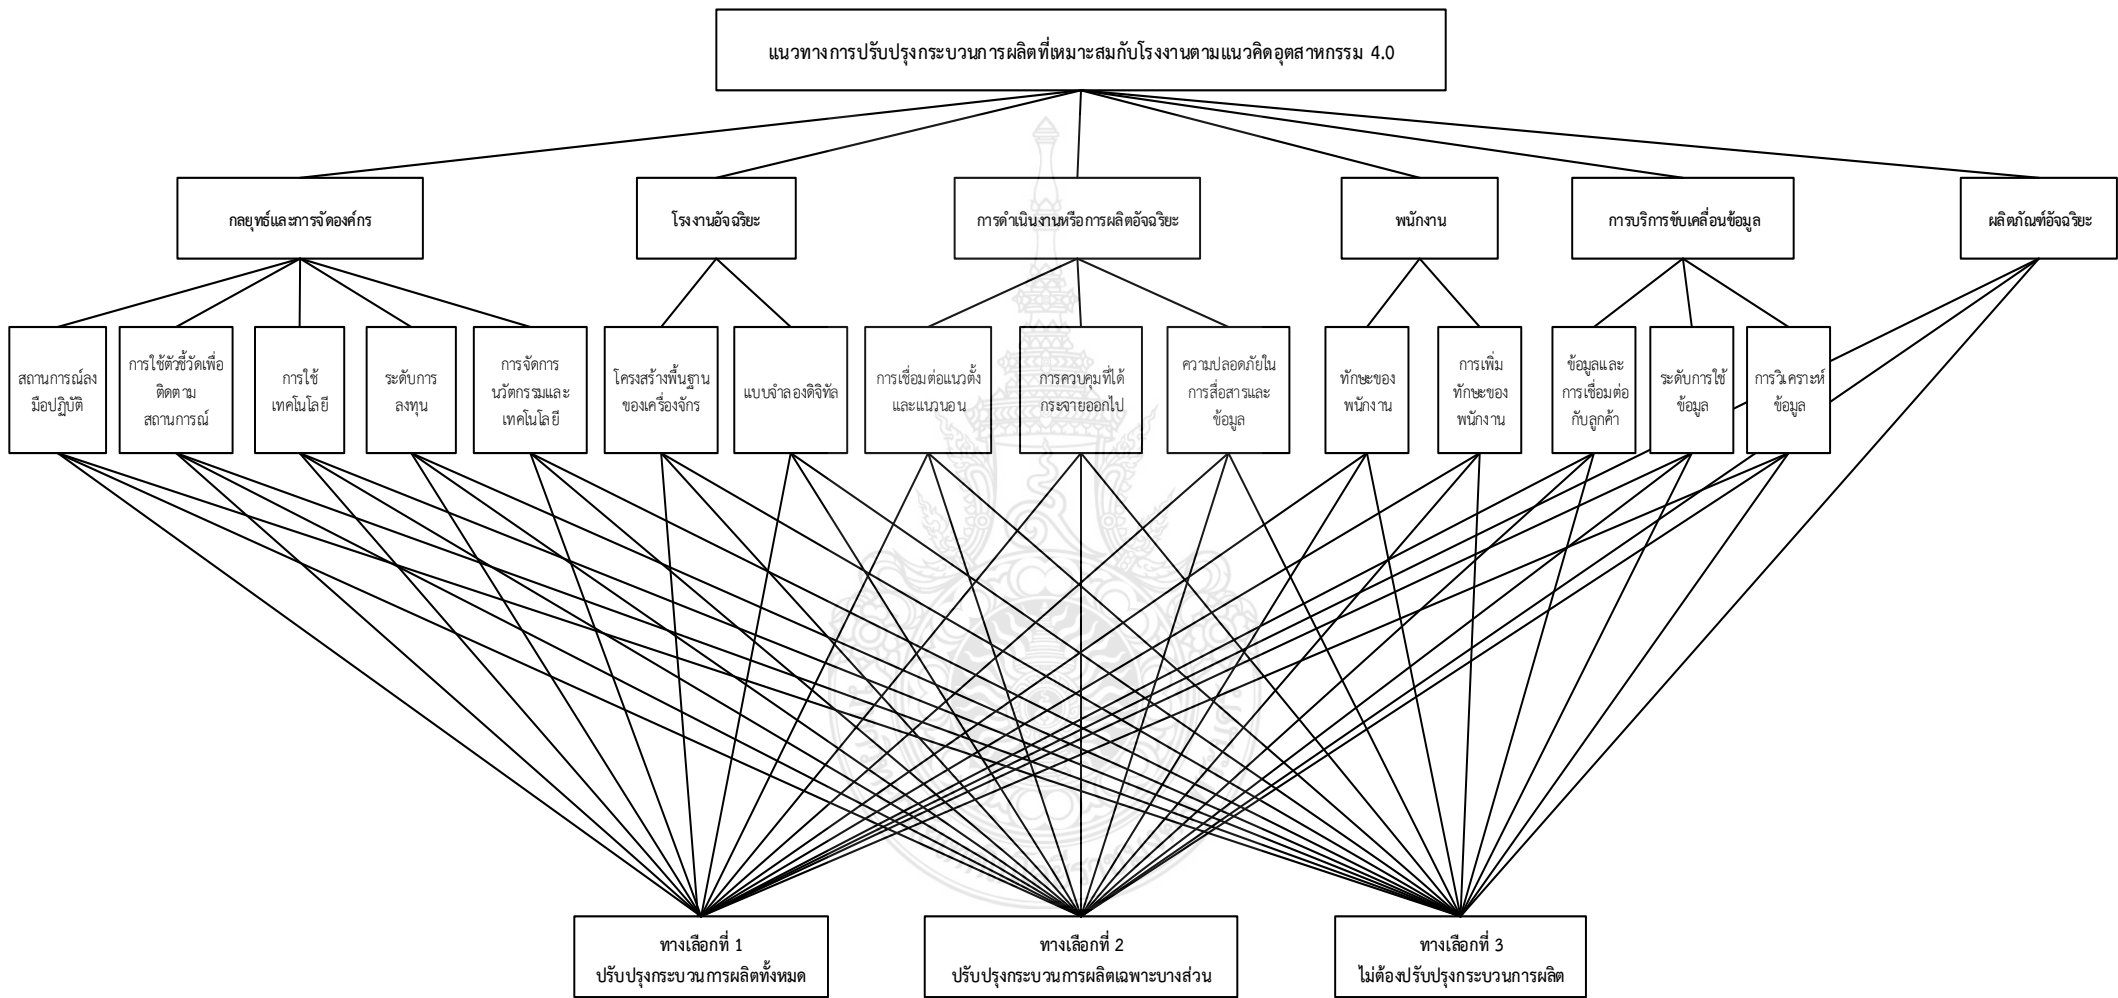 แนวทางการปรับปรุงกระบวนการผลิตที่เหมาะสมกับโรงงานตามแนวคิดอุตสาหกรรม 4.0
กลยุทธ์และการจัดองค์กร
โรงงานอัจฉริยะ
การดำเนินงานหรือการผลิตอัจฉริยะ
พนักงาน
การบริการขับเคลื่อนข้อมูล
ผลิตภัณฑ์อัจฉริยะ
สถานการณ์ลง
มือปฏิบัติ
การใช้ตัวชี้วัดเพื่อ
ติดตาม
สถานการณ์
การใช้
เทคโนโลยี
ระดับการ
ลงทุน
การจัดการ
นวัตกรรมและ
เทคโนโลยี
โครงสร้างพื้นฐาน
ของเครื่องจักร
แบบจำลองดิจิทัล
การเชื่อมต่อแนวตั้ง
และแนวนอน
การควบคุมที่ได้
กระจายออกไป
ความปลอดภัยใน
การสื่อสารและ
ข้อมูล
ทักษะของ
พนักงาน
การเพิ่ม
ทักษะของ
พนักงาน
ข้อมูลและ
การเชื่อมต่อ
กับลูกค้า
ระดับการใช้
ข้อมูล
การวิเคราะห์
ข้อมูล
ทางเลือกที่ 1
ปรับปรุงกระบวนการผลิตทั้งหมด
ทางเลือกที่ 2
ปรับปรุงกระบวนการผลิตเฉพาะบางส่วน
ทางเลือกที่ 3
ไม่ต้องปรับปรุงกระบวนการผลิต